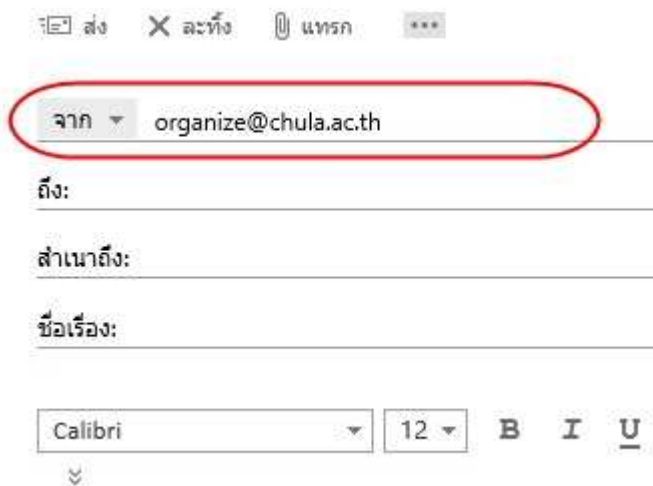 ส่ง ละทิ้ง แทรก •••
จาก organize@chula.ac.th
ถึง:
สำเนาถึง:
ชื่อเรื่อง:
Calibri 12 B I U